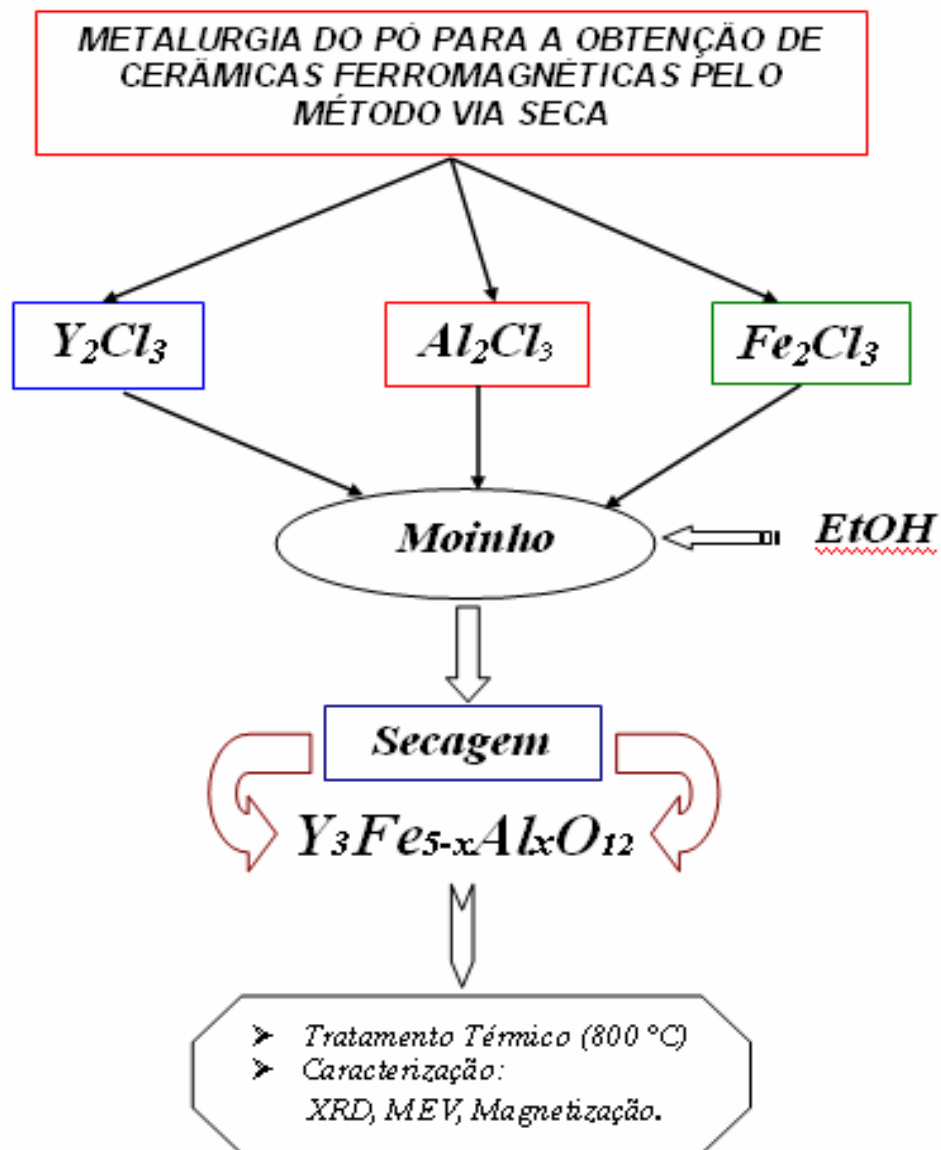 METALURGIA DO PÓ PARA A OBTENÇÃO DE
CERÂMICAS FERROMAGNÉTICAS PELO
MÉTODO VIA SECA
Y₂Cl₃
Al₂Cl₃
Fe₂Cl₃
Moinho
EtOH
Secagem
Y₃Fe₅₋ₓAlₓO₁₂
➤ Tratamento Térmico (800 °C)
➤ Caracterização:
XRD, MEV, Magnetização.